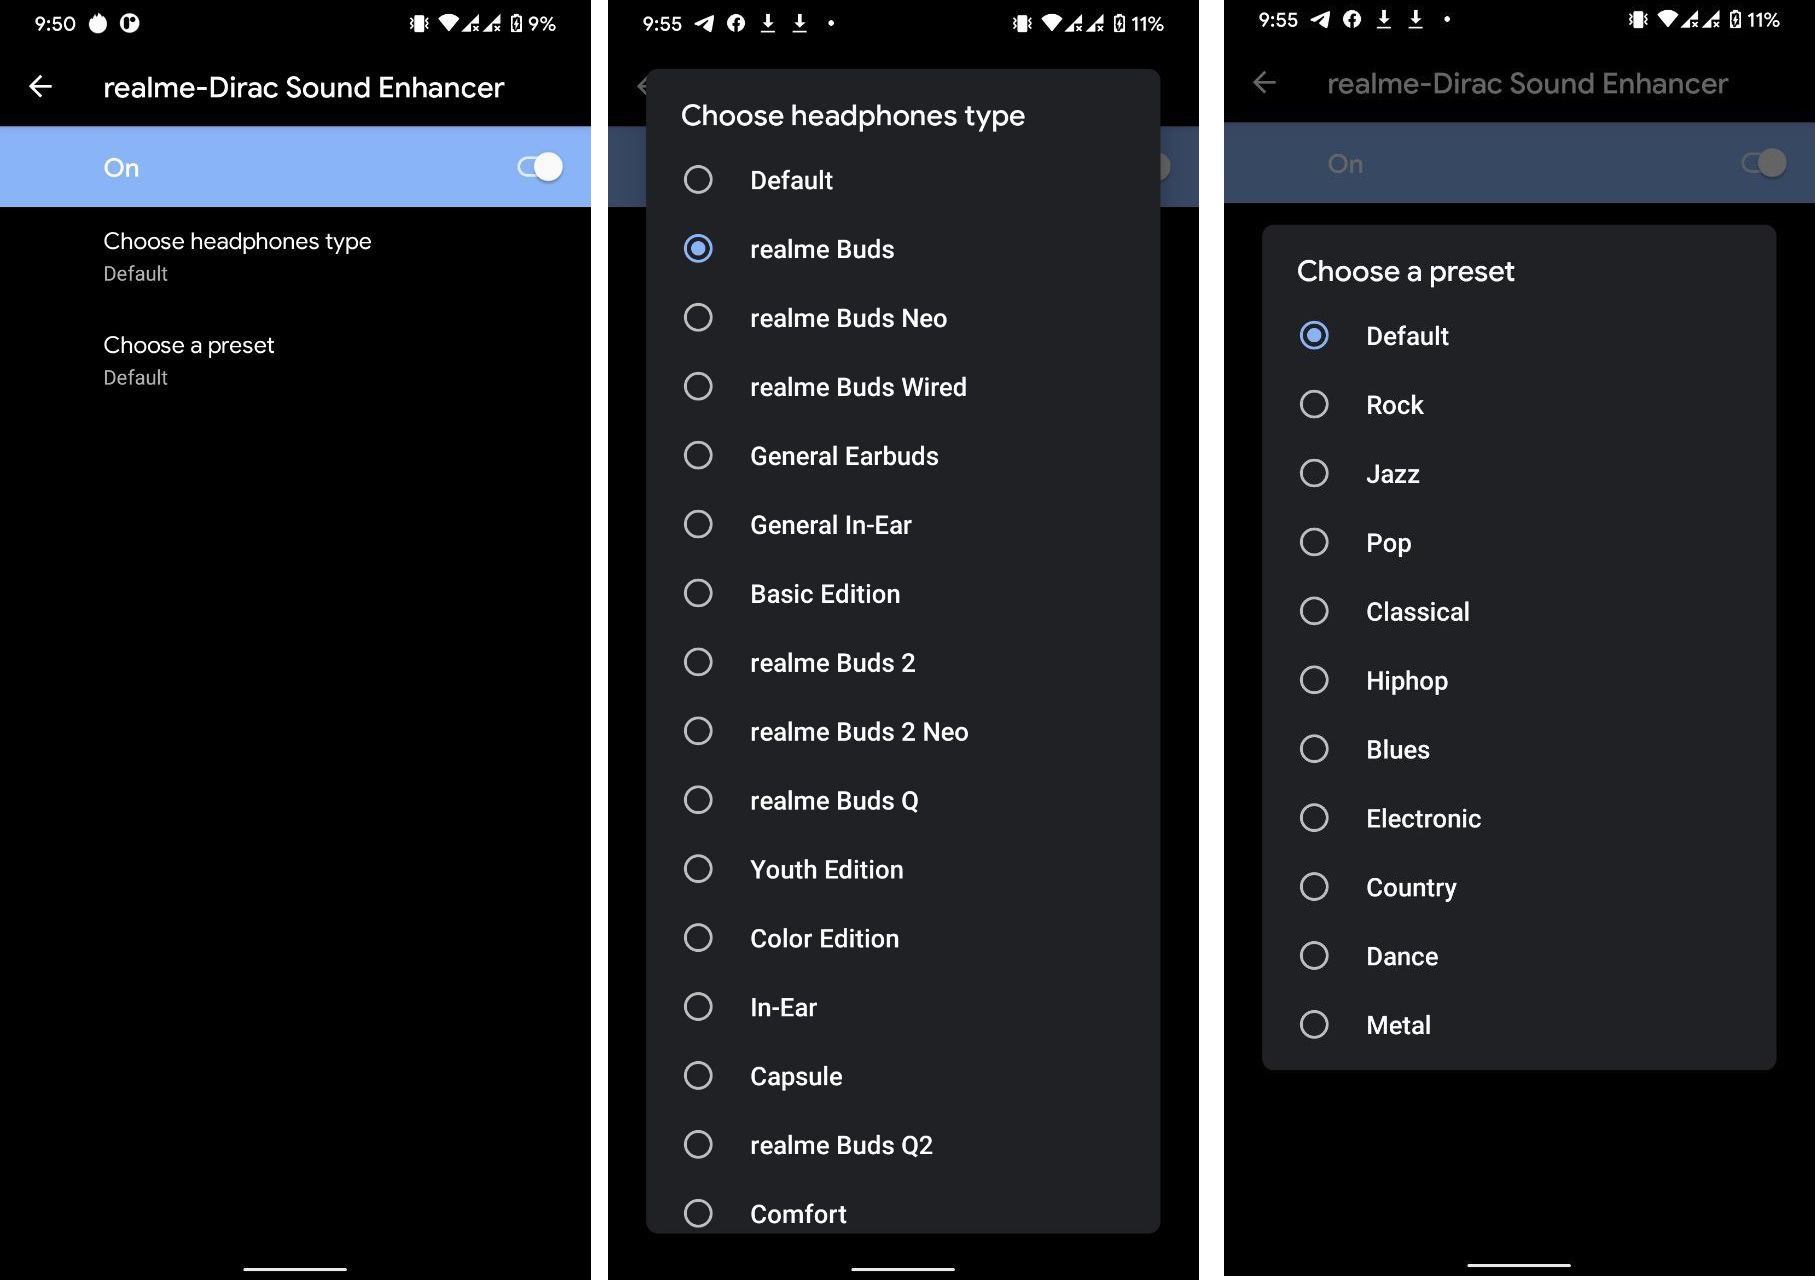 9:50
9%
realme-Dirac Sound Enhancer
On
Choose headphones type
Default
Choose a preset
Default
9:55
11%
Choose headphones type
Default
realme Buds
realme Buds Neo
realme Buds Wired
General Earbuds
General In-Ear
Basic Edition
realme Buds 2
realme Buds 2 Neo
realme Buds Q
Youth Edition
Color Edition
In-Ear
Capsule
realme Buds Q2
Comfort
9:55
11%
realme-Dirac Sound Enhancer
On
Choose a preset
Default
Rock
Jazz
Pop
Classical
Hiphop
Blues
Electronic
Country
Dance
Metal